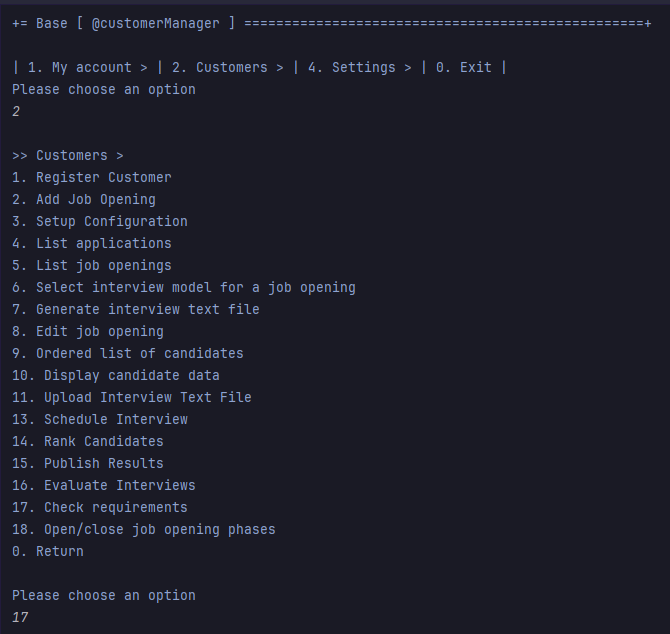 += Base [ @customerManager ] ==================================================+
| 1. My account > | 2. Customers > | 4. Settings > | 0. Exit |
Please choose an option
2
>> Customers >
1. Register Customer
2. Add Job Opening
3. Setup Configuration
4. List applications
5. List job openings
6. Select interview model for a job opening
7. Generate interview text file
8. Edit job opening
9. Ordered list of candidates
10. Display candidate data
11. Upload Interview Text File
13. Schedule Interview
14. Rank Candidates
15. Publish Results
16. Evaluate Interviews
17. Check requirements
18. Open/close job opening phases
0. Return
Please choose an option
17